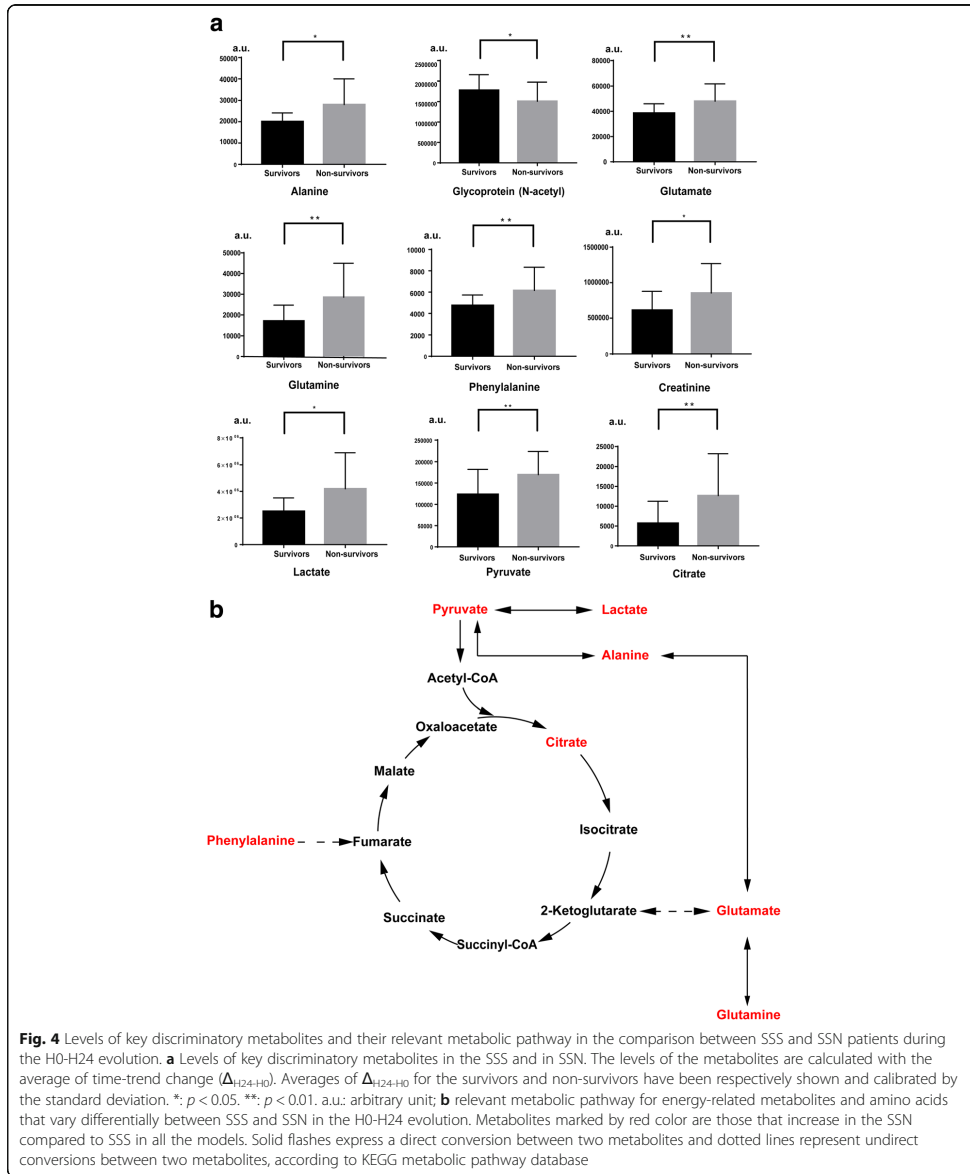 a
*
*
**
a.u.
a.u.
a.u.
50000
40000
30000
20000
10000
0
2500000
2000000
1500000
1000000
500000
0
80000
60000
40000
20000
0
Survivors Non-survivors
Survivors Non-survivors
Survivors Non-survivors
Alanine
Glycoprotein (N-acetyl)
Glutamate
**
**
*
a.u.
a.u.
a.u.
50000
40000
30000
20000
10000
0
10000
8000
6000
4000
2000
0
1500000
1000000
500000
0
Survivors Non-survivors
Survivors Non-survivors
Survivors Non-survivors
Glutamine
Phenylalanine
Creatinine
*
**
**
a.u.
a.u.
a.u.
0
250000
200000
150000
100000
50000
0
25000
20000
15000
10000
5000
0
Survivors Non-survivors
Survivors Non-survivors
Survivors Non-survivors
Lactate
Pyruvate
Citrate
b
Pyruvate
Lactate
Alanine
Acetyl-CoA
Oxaloacetate
Citrate
Malate
Isocitrate
Phenylalanine
Fumarate
2-Ketoglutarate
Glutamate
Succinate
Succinyl-CoA
Glutamine
Fig. 4 Levels of key discriminatory metabolites and their relevant metabolic pathway in the comparison between SSS and SSN patients during
the H0-H24 evolution. a Levels of key discriminatory metabolites in the SSS and in SSN. The levels of the metabolites are calculated with the
average of time-trend change (ΔH24-H0). Averages of ΔH24-H0 for the survivors and non-survivors have been respectively shown and calibrated by
the standard deviation. *: p < 0.05. **: p < 0.01. a.u.: arbitrary unit; b relevant metabolic pathway for energy-related metabolites and amino acids
that vary differentially between SSS and SSN in the H0-H24 evolution. Metabolites marked by red color are those that increase in the SSN
compared to SSS in all the models. Solid flashes express a direct conversion between two metabolites and dotted lines represent undirect
conversions between two metabolites, according to KEGG metabolic pathway database